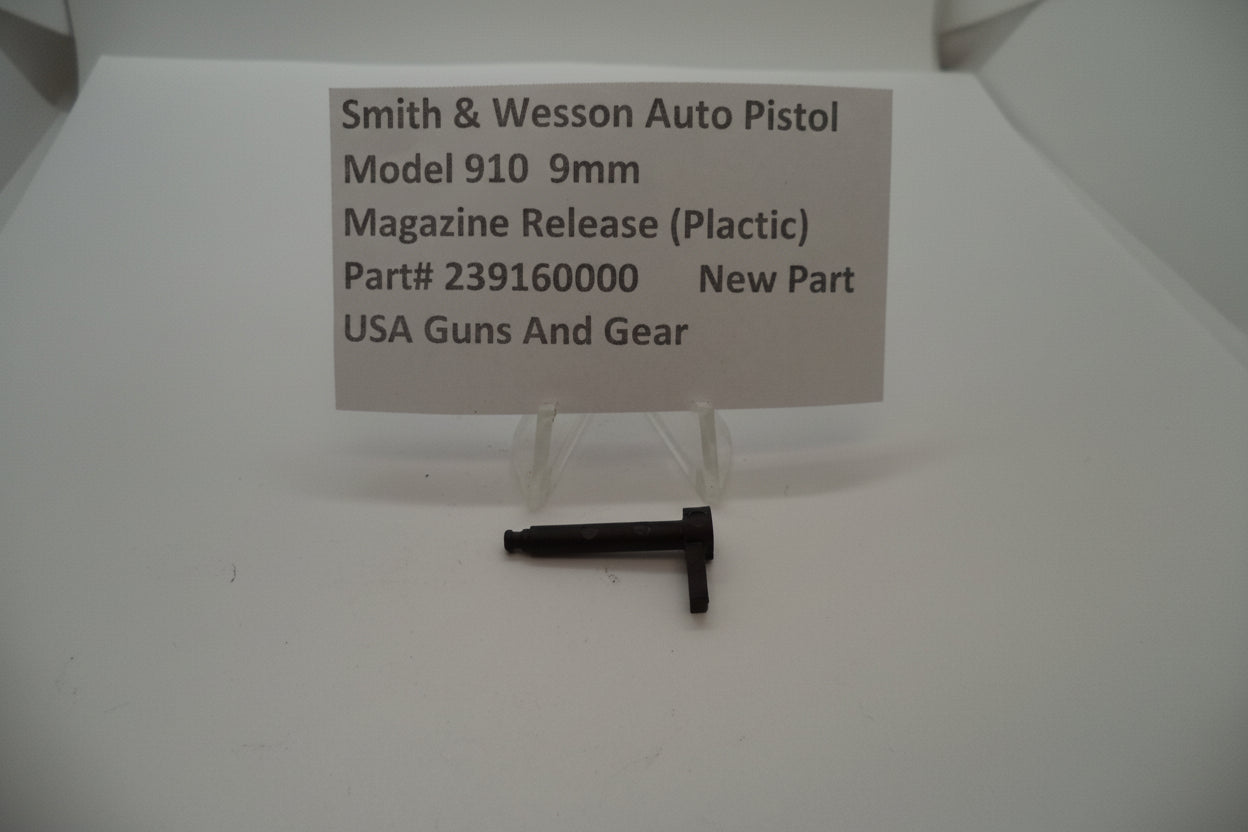 Smith & Wesson Auto Pistol
Model 910 9mm
Magazine Release (Plactic)
Part# 239160000 New Part
USA Guns And Gear